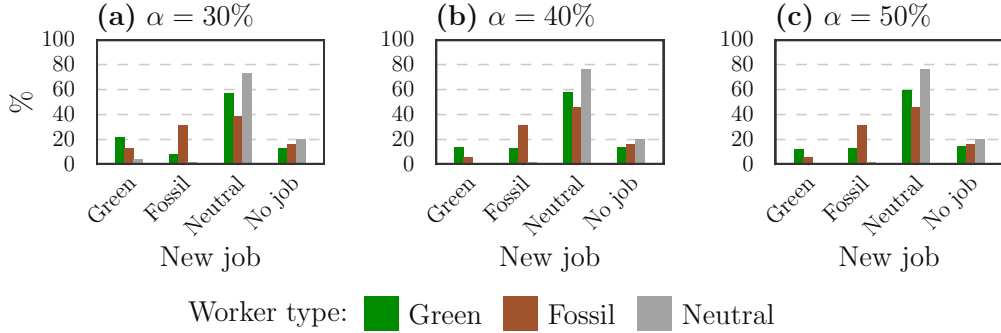 (a) α = 30%
100
80
60
40
20
0
%
Green
Fossil
Neutral
No job
New job
(b) α = 40%
100
80
60
40
20
0
Green
Fossil
Neutral
No job
New job
(c) α = 50%
100
80
60
40
20
0
Green
Fossil
Neutral
No job
New job
Worker type: Green Fossil Neutral